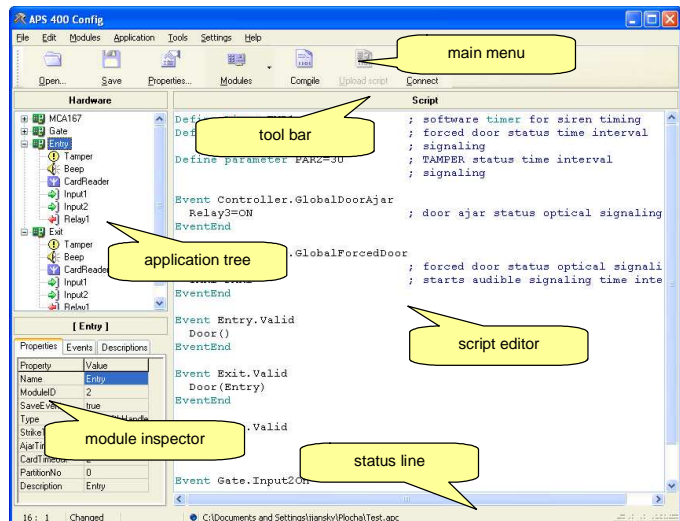 APS 400 Config
File Edit Modules Application Tools Settings Help
Open... Save Properties... Modules Compile Upload script Connect
main menu
Hardware
Script
tool bar
MCA167
Gate
Entry
Tamper
Beep
CardReader
Input1
Input2
Relay1
Exit
Tamper
Beep
CardReader
Input1
Input2
Relay1
application tree
; software timer for siren timing
; forced door status time interval
; signaling
Define parameter PAR2=30 ; TAMPER status time interval
; signaling
Event Controller.GlobalDoorAjar
Relay3=ON ; door ajar status optical signaling
EventEnd
.GlobalForcedDoor
; forced door status optical signali
; starts audible signaling time inte
EventEnd
Event Entry.Valid
Door()
EventEnd
Event Exit.Valid
Door(Entry)
EventEnd
.Valid
Event Gate.Input2On
script editor
[ Entry ]
Properties Events Descriptions
Property Value
Name Entry
ModuleID 2
true
Type
CardTimeout
PartitionNo 0
Description Entry
module inspector
status line
16: 1 Changed C:\Documents and Settings\jiansky\Plocha\Test.apc